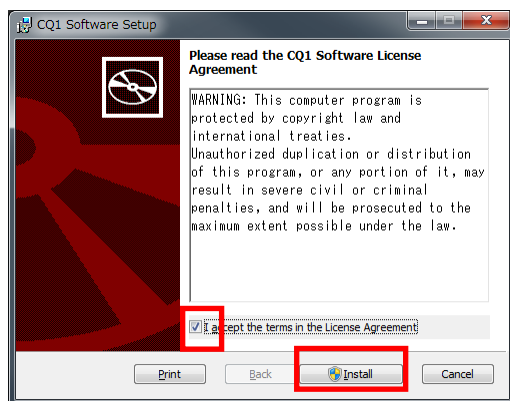 CQ1 Software Setup
Please read the CQ1 Software License
Agreement
WARNING: This computer program is
protected by copyright law and
international treaties.
Unauthorized duplication or distribution
of this program, or any portion of it, may
result in severe civil or criminal
penalties, and will be prosecuted to the
maximum extent possible under the law.
I accept the terms in the License Agreement
Print Back Install Cancel